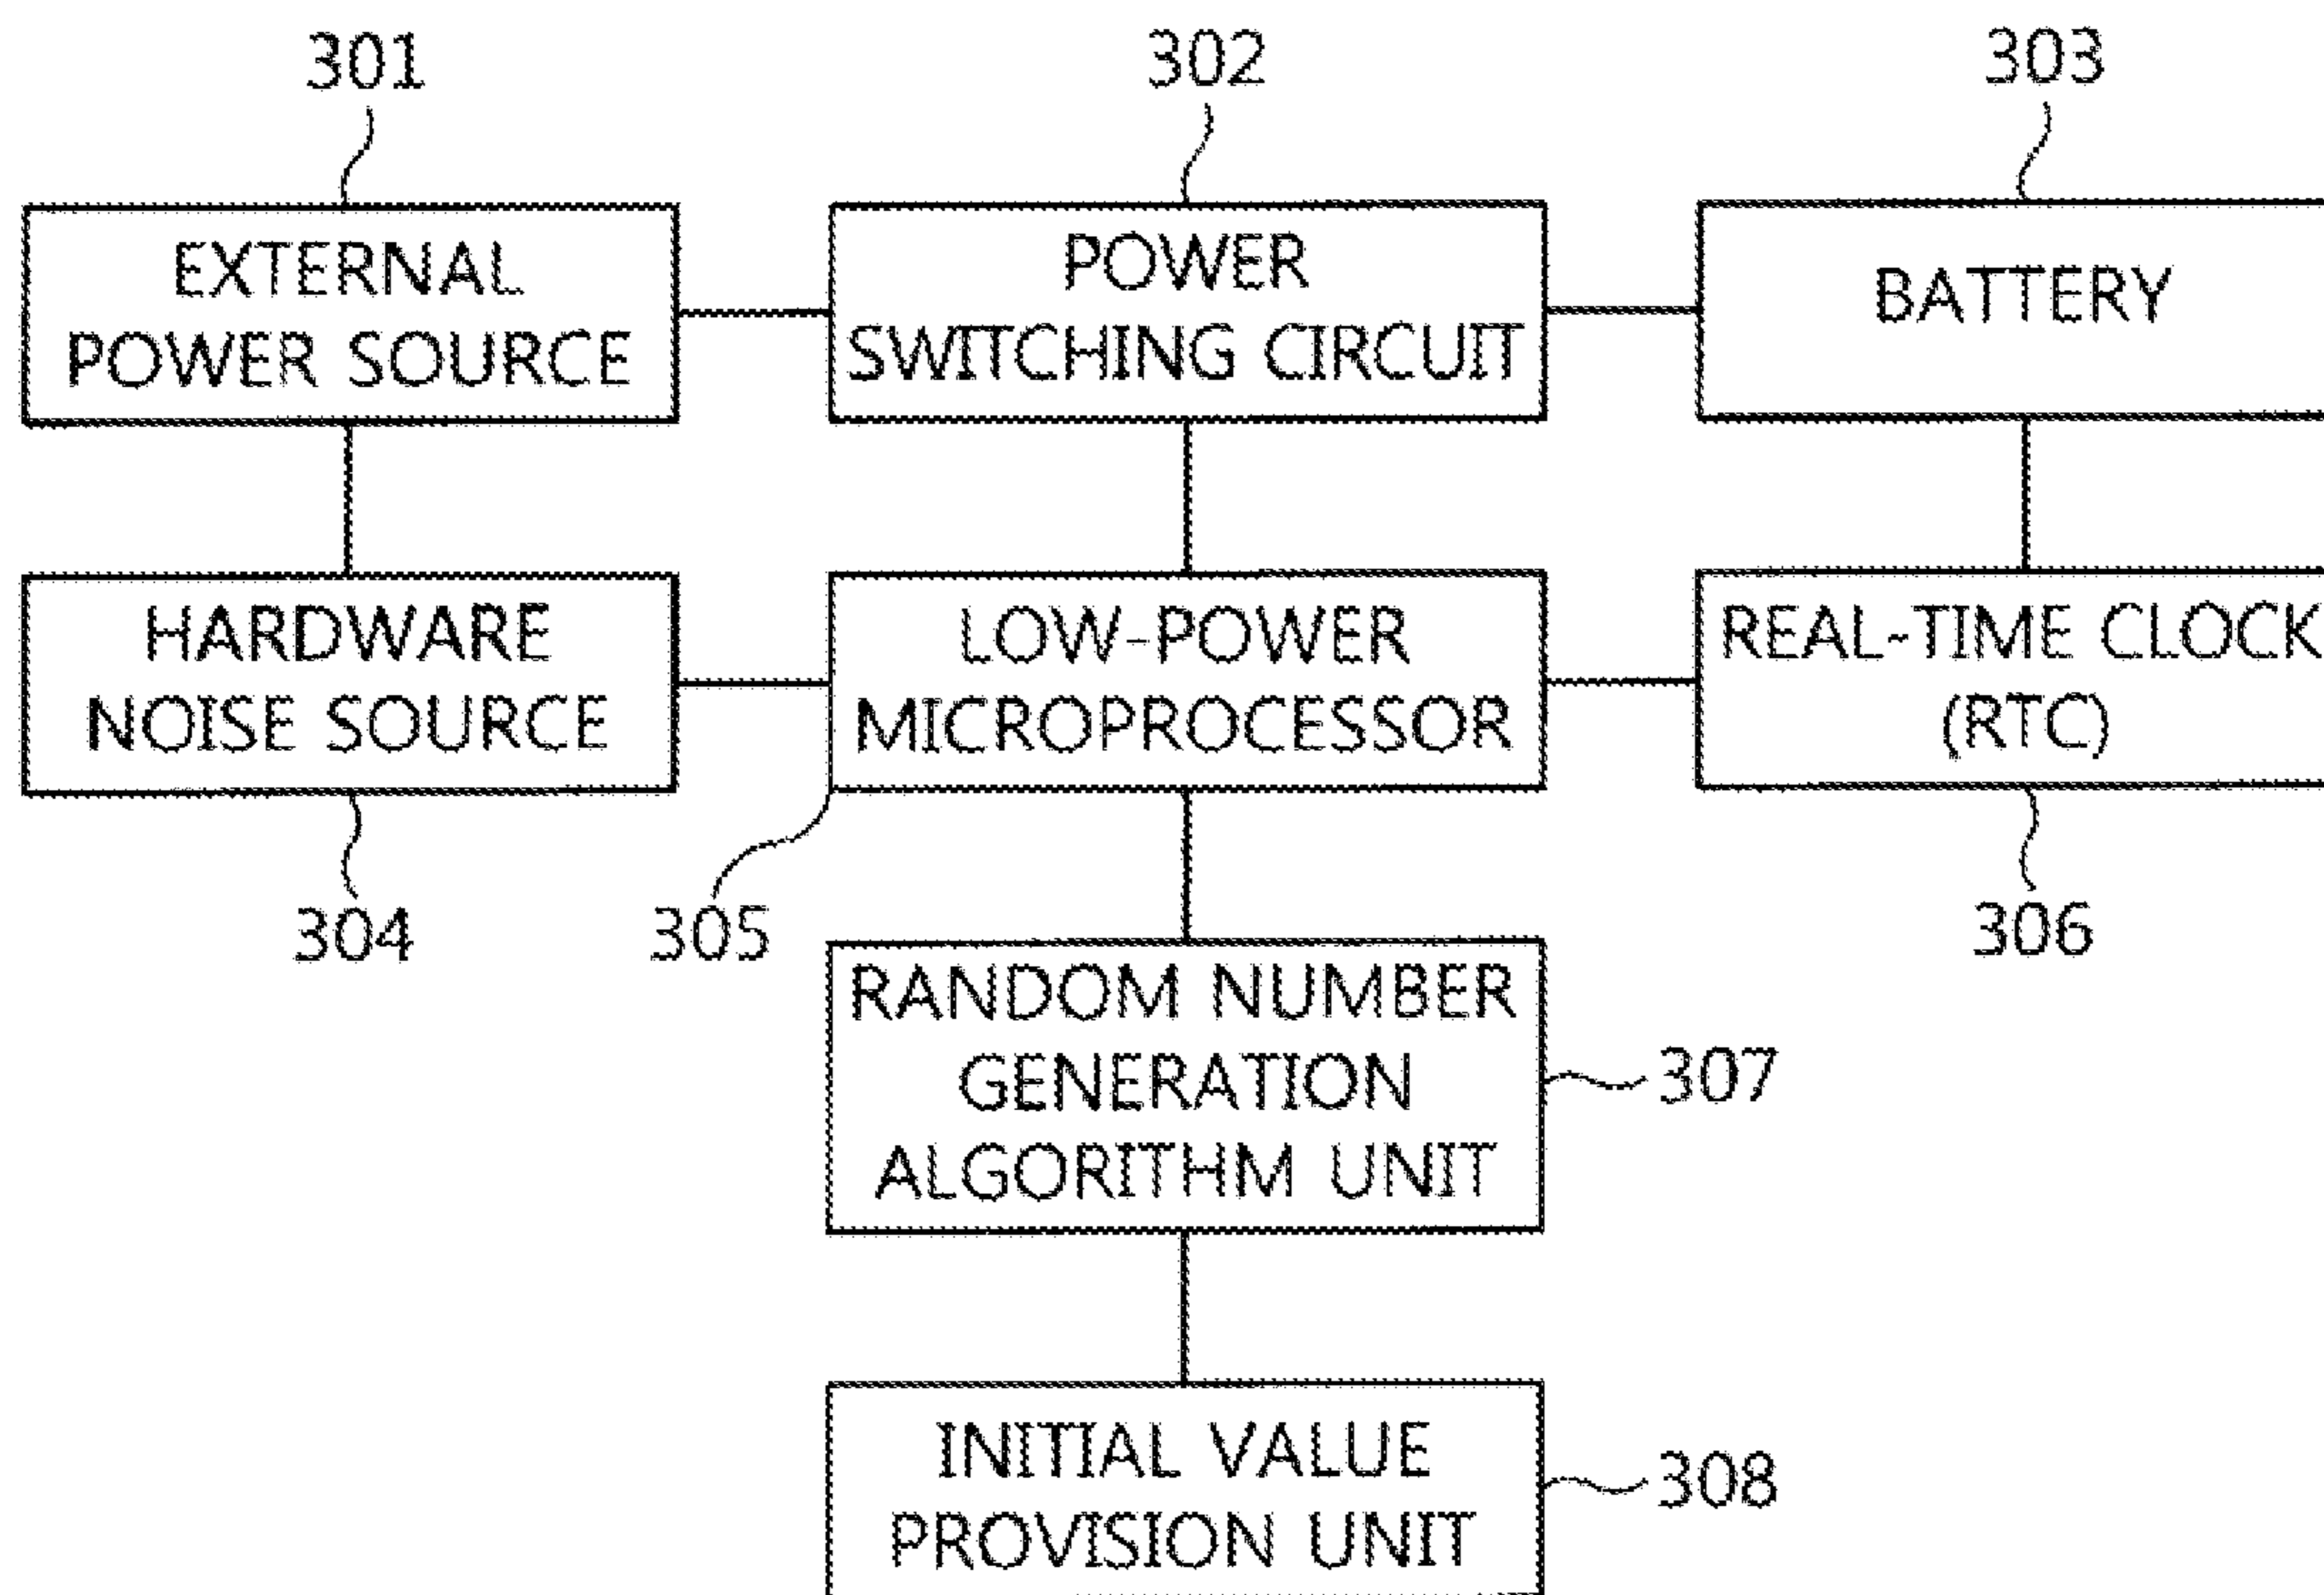 301
302
303
EXTERNAL
POWER SOURCE
POWER
SWITCHING CIRCUIT
BATTERY
HARDWARE
NOISE SOURCE
LOW-POWER
MICROPROCESSOR
REAL-TIME CLOCK
(RTC)
304
305
306
RANDOM NUMBER
GENERATION
ALGORITHM UNIT
307
INITIAL VALUE
PROVISION UNIT
308